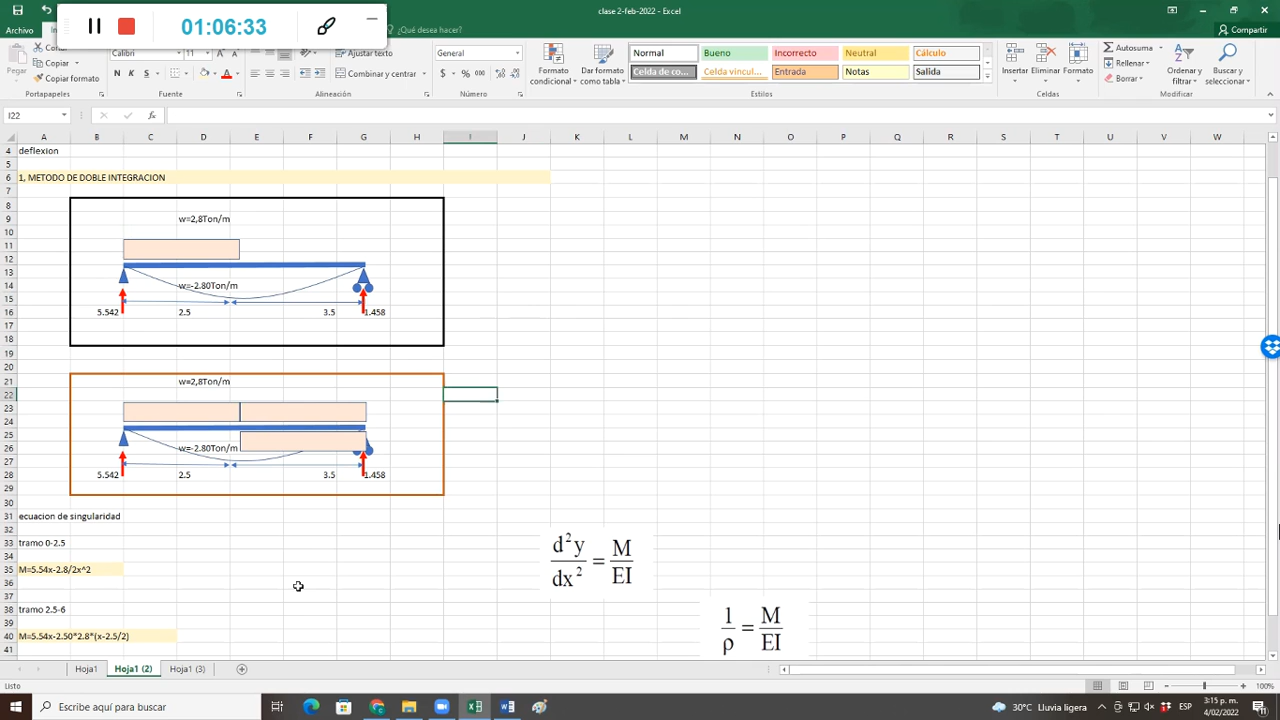 01:06:33
clase 2-feb-2022 - Excel
Archivo
¿Qué desea hacer?
Compartir
Pegar
Cortar
Copiar
Copiar formato
Portapapeles
Calibri
N K S
Fuente
Combinar y centrar
Alineación
General
$ % 000
Número
Formato condicional
Dar formato como tabla
Normal
Bueno
Incorrecto
Neutral
Cálculo
Celda de co...
Celda vincul...
Entrada
Notas
Salida
Estilos
Insertar
Eliminar
Formato
Celdas
Autosuma
Rellenar
Borrar
Ordenar y filtrar
Buscar y seleccionar
Modificar
I22
fx
A B C D E F G H I J K L M N O P Q R S T U V W
4 deflexion
5
6 1, METODO DE DOBLE INTEGRACION
7
8
9 w=2,8Ton/m
10
11
12
13
14 w=-2.80Ton/m
15
16 5.542 2.5 3.5 1.458
17
18
19
20
21 w=2,8Ton/m
22
23
24
25
26 w=-2.80Ton/m
27
28 5.542 2.5 3.5 1.458
29
30
31 ecuacion de singularidad
32
33 tramo 0-2.5
34
35 M=5.54x-2.8/2x^2
36
37
38 tramo 2.5-6
39
40 M=5.54x-2.50*2.8*(x-2.5/2)
41
d²y/dx² = M/EI
1/ρ = M/EI
Hoja1
Hoja1 (2)
Hoja1 (3)
Listo
100%
Escribe aquí para buscar
30°C Lluvia ligera
ESP
3:15 p. m.
4/02/2022